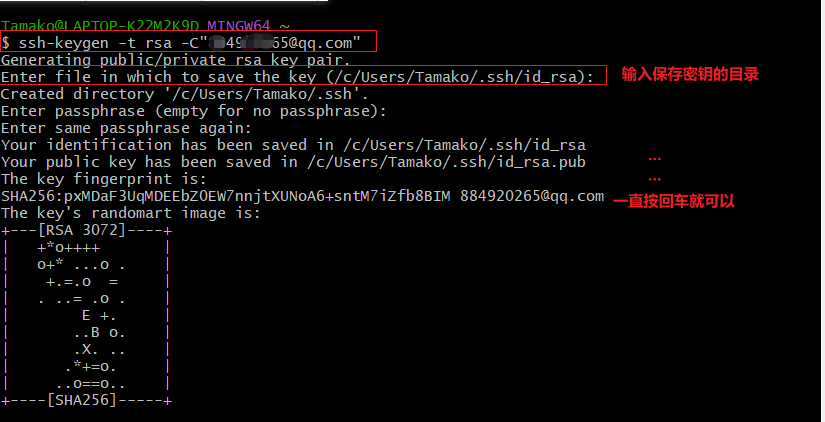 Tamako@LAPTOP-K22M2K9D MINGW64 ~
$ ssh-keygen -t rsa -C"49 65@qq.com"
Generating public/private rsa key pair.
Enter file in which to save the key (/c/Users/Tamako/.ssh/id_rsa):
输入保存密钥的目录
Created directory '/c/Users/Tamako/.ssh'.
Enter passphrase (empty for no passphrase):
Enter same passphrase again:
Your identification has been saved in /c/Users/Tamako/.ssh/id_rsa
Your public key has been saved in /c/Users/Tamako/.ssh/id_rsa.pub
...
The key fingerprint is:
...
SHA256:pxMDaF3UqMDEEbZOEW7nnjtXUNoA6+sntM7iZfb8BIM 884920265@qq.com
一直按回车就可以
The key's randomart image is:
+---[RSA 3072]----+
|   +*o++++       |
|   o+* ...o .    |
|    +.=.o  =     |
|   . ..= .o .    |
|        E +.     |
|       ..B o.    |
|       .X. ..    |
|      .*+=o.     |
|     ..o==o..    |
+----[SHA256]-----+